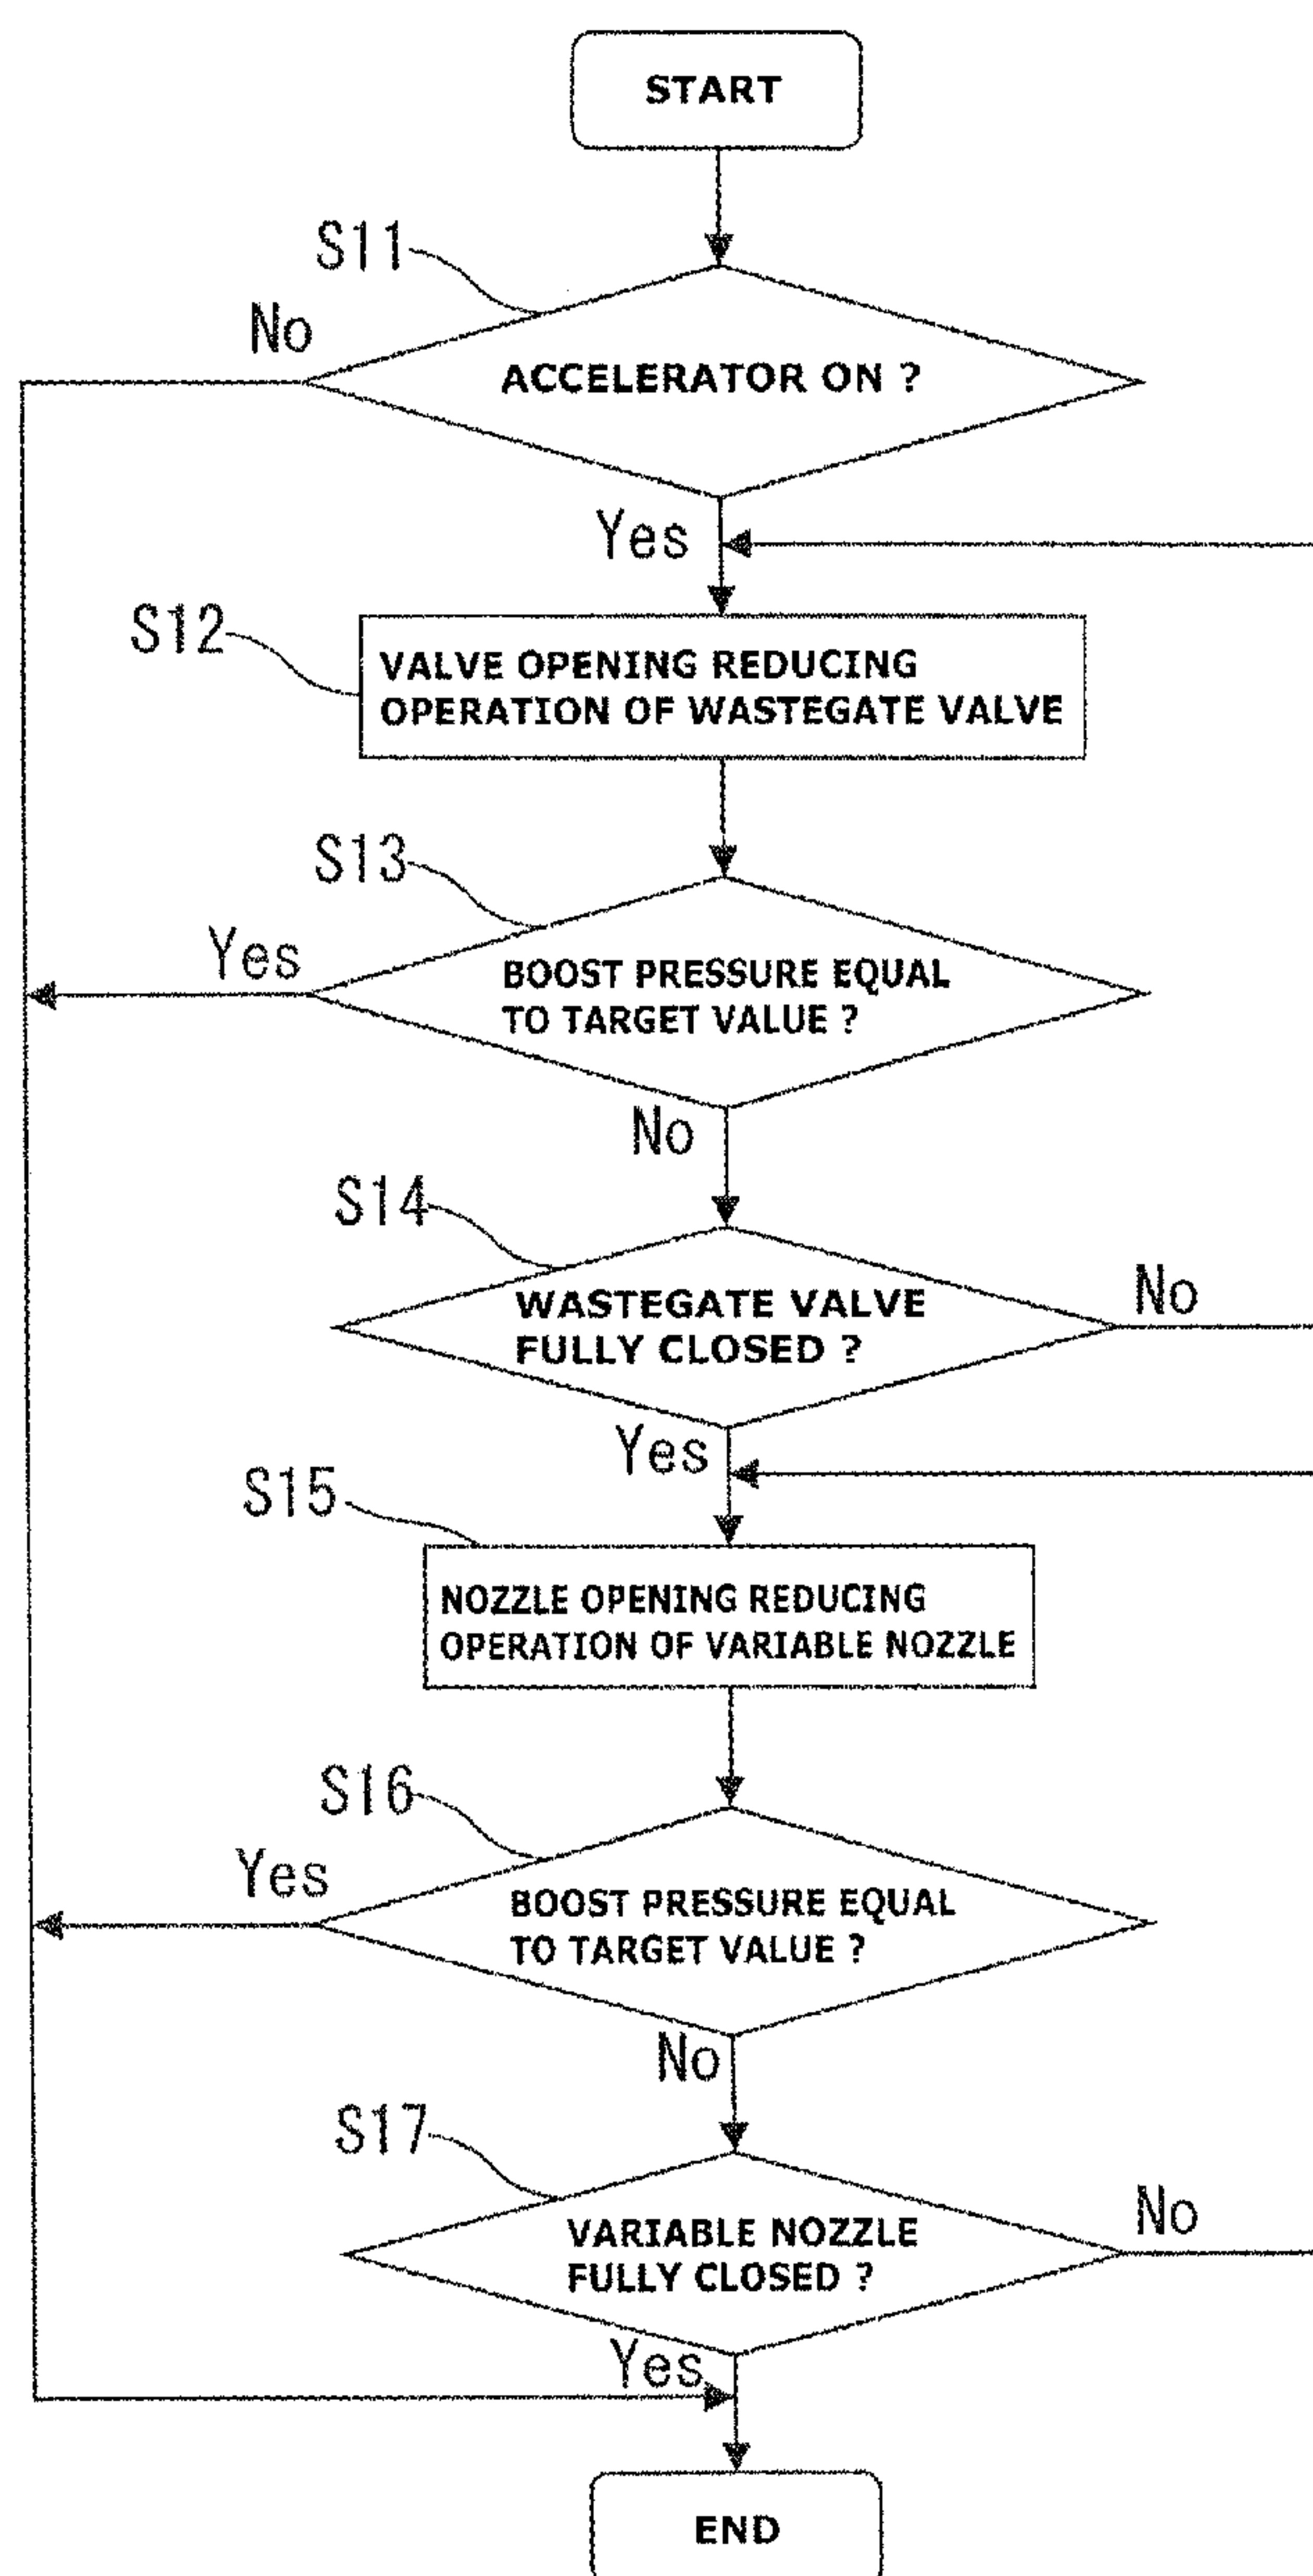 START
S11
No
ACCELERATOR ON ?
Yes
S12
VALVE OPENING REDUCING
OPERATION OF WASTEGATE VALVE
S13
Yes
BOOST PRESSURE EQUAL
TO TARGET VALUE ?
No
S14
No
WASTEGATE VALVE
FULLY CLOSED ?
Yes
S15
NOZZLE OPENING REDUCING
OPERATION OF VARIABLE NOZZLE
S16
Yes
BOOST PRESSURE EQUAL
TO TARGET VALUE ?
No
S17
No
VARIABLE NOZZLE
FULLY CLOSED ?
Yes
END